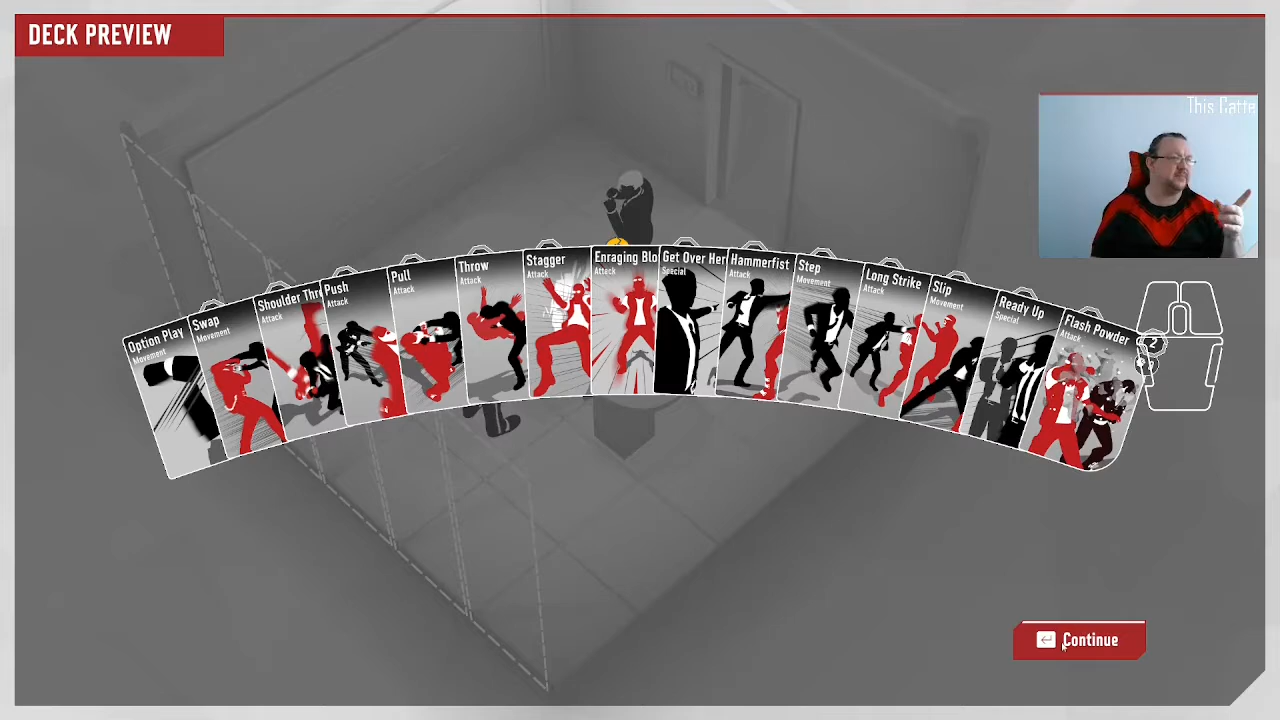 DECK PREVIEW
This Catte
Option Play
Movement
Swap
Movement
Shoulder Thr
Attack
Push
Attack
Pull
Attack
Throw
Attack
Stagger
Attack
Enraging Blo
Attack
Get Over Her
Special
Hammerfist
Attack
Step
Movement
Long Strike
Attack
Slip
Movement
Ready Up
Special
Flash Powder
Attack
2
Continue